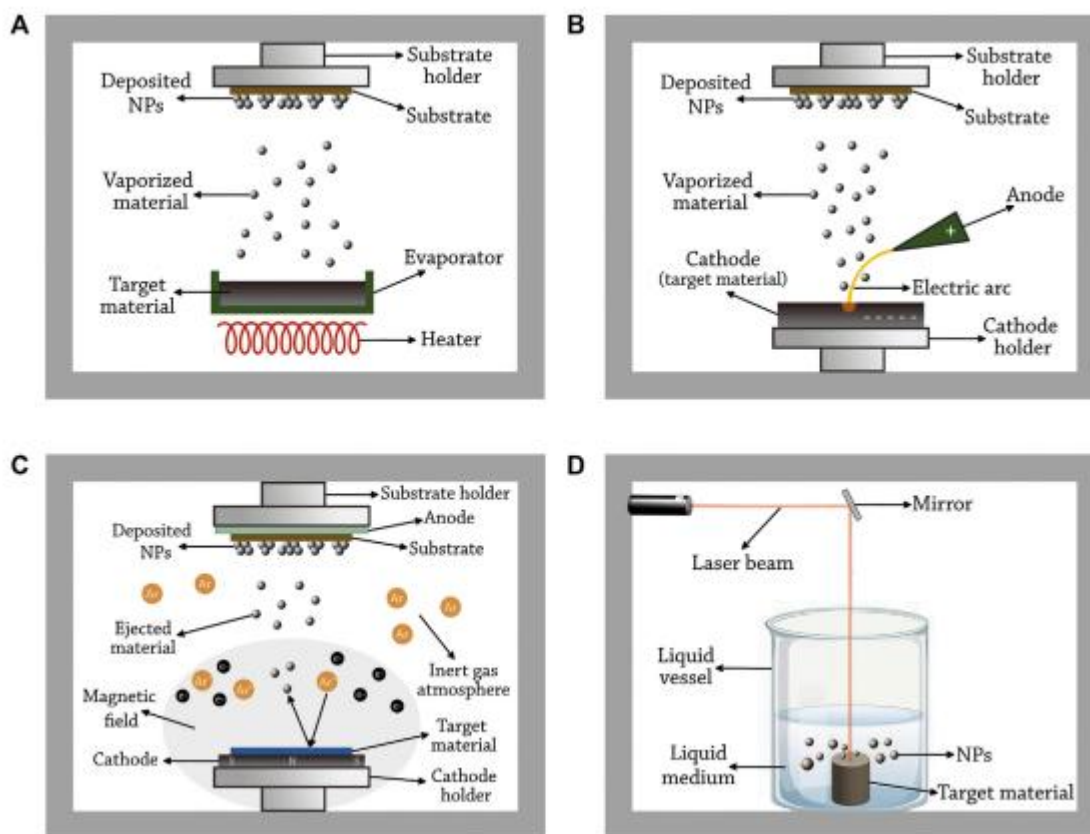 A
Substrate
holder
Deposited
NPs
Substrate
Vaporized
material
Evaporator
Target
material
Heater
B
Substrate
holder
Deposited
NPs
Substrate
Vaporized
material
Anode
+
Cathode
(target material)
Electric arc
Cathode
holder
C
Substrate holder
Anode
Deposited
NPs
Substrate
Ar
Ar
Ar
Ar
Ar
Ejected
material
Inert gas
atmosphere
Magnetic
field
Target
material
Cathode
Cathode
holder
D
Mirror
Laser beam
Liquid
vessel
Liquid
medium
NPs
Target material